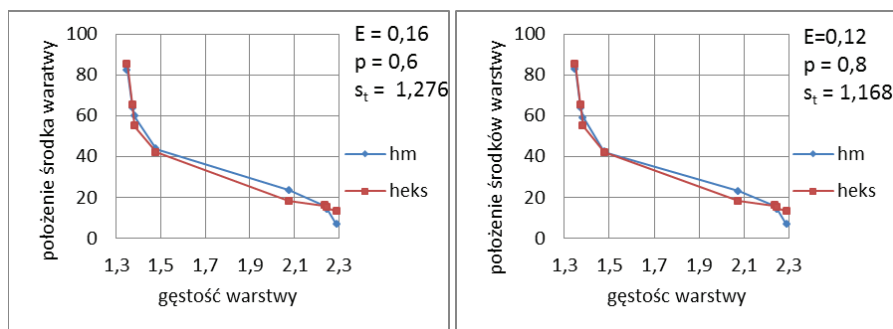 100
80
60
40
20
0
położenie środka waratwy
E = 0,16
p = 0,6
st = 1,276
hm
heks
1,3 1,5 1,7 1,9 2,1 2,3
gęstość warstwy
100
80
60
40
20
0
położenie środków warstwy
E=0,12
p = 0,8
st = 1,168
hm
heks
1,3 1,5 1,7 1,9 2,1 2,3
gęstośc warstwy